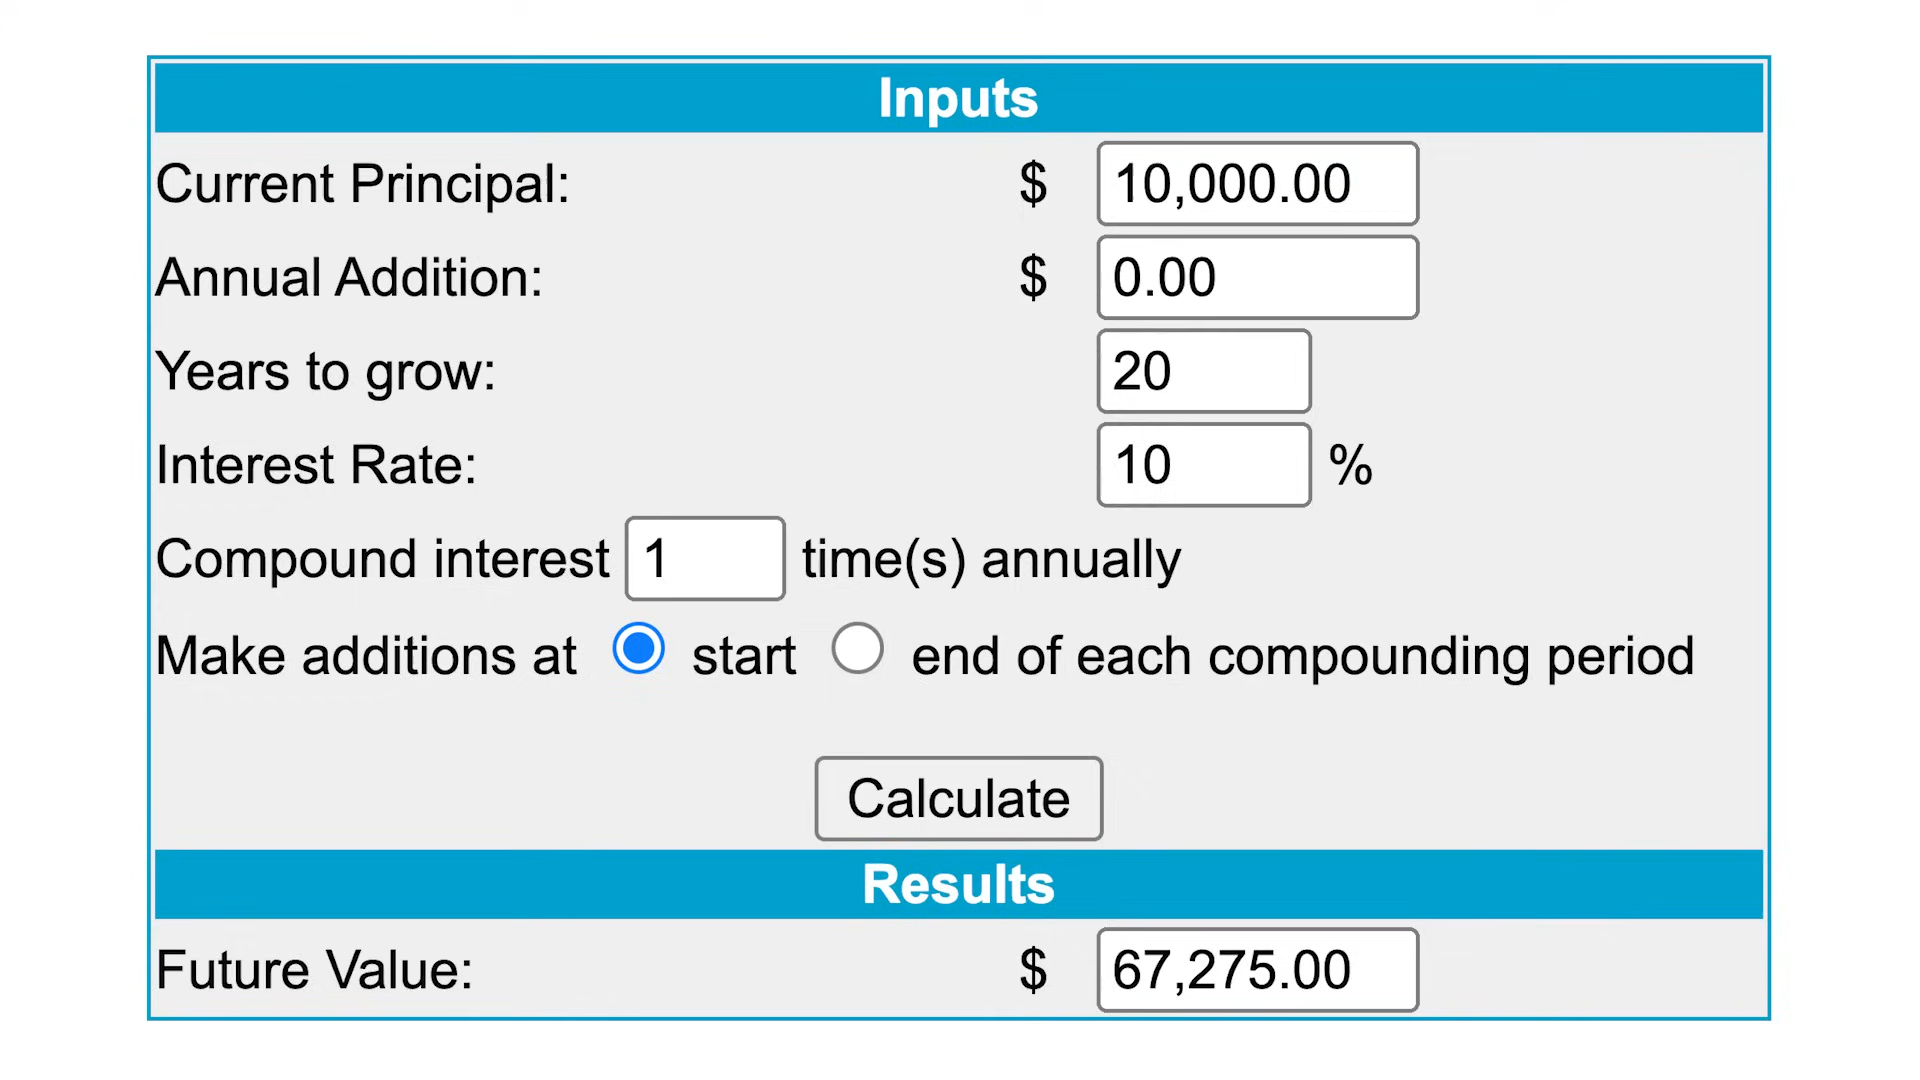 Inputs
Current Principal: $ 10,000.00
Annual Addition: $ 0.00
Years to grow: 20
Interest Rate: 10 %
Compound interest 1 time(s) annually
Make additions at start end of each compounding period
Calculate
Results
Future Value: $ 67,275.00